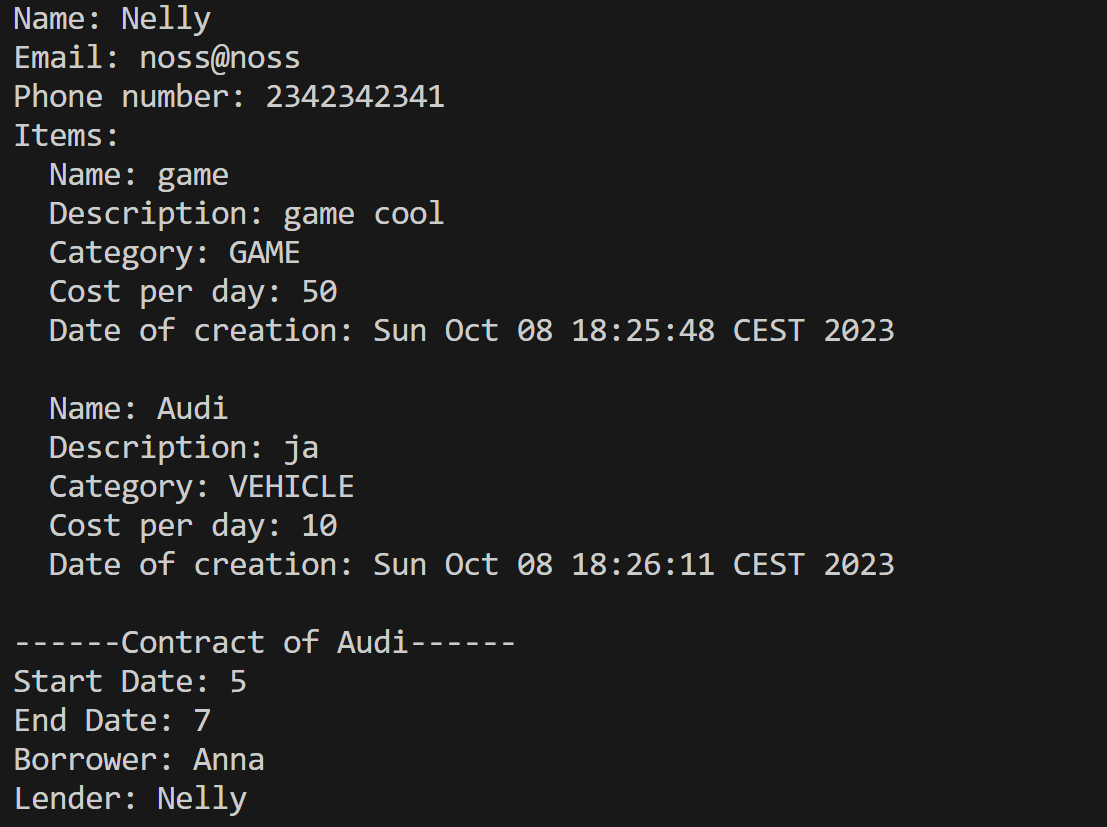 Name: Nelly
Email: noss@noss
Phone number: 2342342341
Items:
  Name: game
  Description: game cool
  Category: GAME
  Cost per day: 50
  Date of creation: Sun Oct 08 18:25:48 CEST 2023

  Name: Audi
  Description: ja
  Category: VEHICLE
  Cost per day: 10
  Date of creation: Sun Oct 08 18:26:11 CEST 2023

------Contract of Audi------
Start Date: 5
End Date: 7
Borrower: Anna
Lender: Nelly